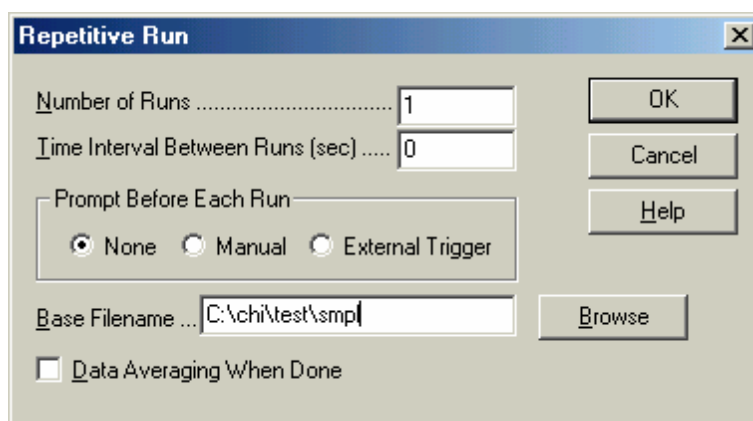 Repetitive Run
Number of Runs ................................ 1
OK
Time Interval Between Runs (sec) ..... 0
Cancel
Prompt Before Each Run
Help
None Manual External Trigger
Base Filename ... C:\chi\test\smpl
Browse
Data Averaging When Done